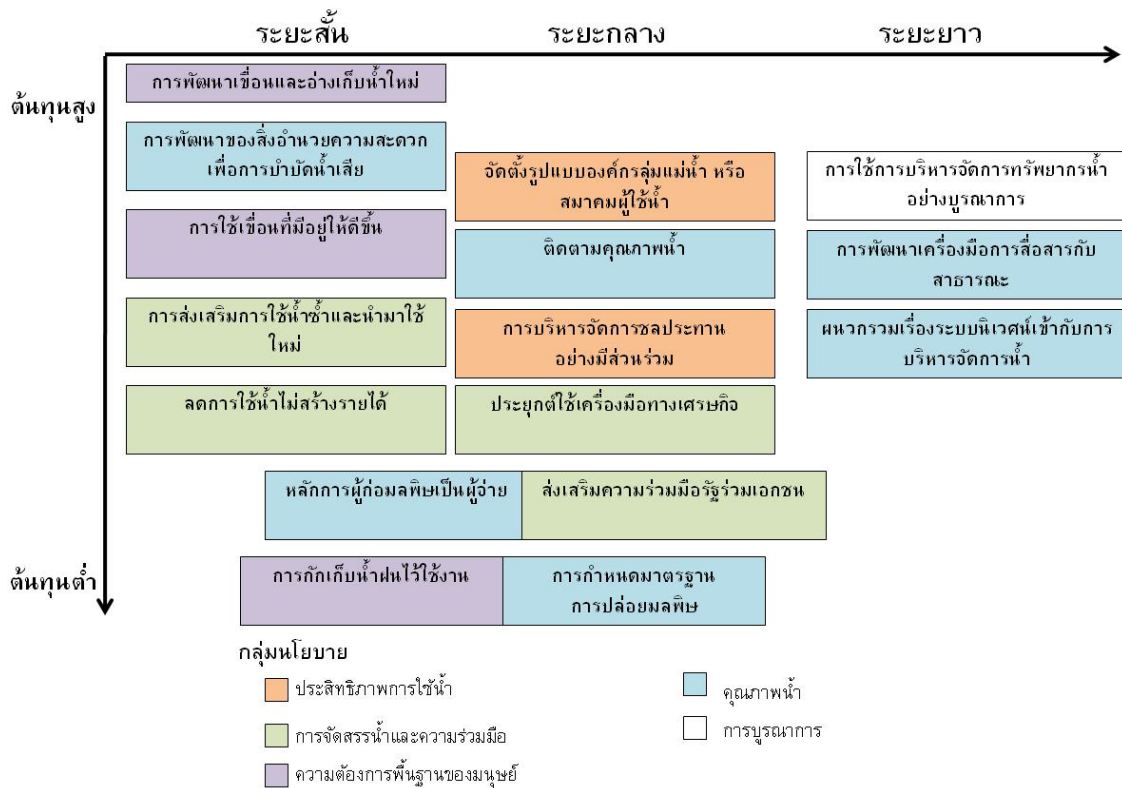 ระยะสั้น
ระยะกลาง
ระยะยาว
ต้นทุนสูง
การพัฒนาเขื่อนและอ่างเก็บน้ำใหม่
การพัฒนาของสิ่งอำนวยความสะดวก
เพื่อการบำบัดน้ำเสีย
จัดตั้งรูปแบบองค์กรลุ่มแม่น้ำ หรือ
สมาคมผู้ใช้น้ำ
การใช้การบริหารจัดการทรัพยากรน้ำ
อย่างบูรณาการ
การใช้เขื่อนที่มีอยู่ให้ดีขึ้น
ติดตามคุณภาพน้ำ
การพัฒนาเครื่องมือการสื่อสารกับ
สาธารณะ
การส่งเสริมการใช้น้ำซ้ำและนำมาใช้
ใหม่
การบริหารจัดการชลประทาน
อย่างมีส่วนร่วม
ผนวกรวมเรื่องระบบนิเวศน์เข้ากับการ
บริหารจัดการน้ำ
ลดการใช้น้ำไม่สร้างรายได้
ประยุกต์ใช้เครื่องมือทางเศรษกิจ
หลักการผู้ก่อมลพิษเป็นผู้จ่าย
ส่งเสริมความร่วมมือรัฐร่วมเอกชน
ต้นทุนต่ำ
การกักเก็บน้ำฝนไว้ใช้งาน
การกำหนดมาตรฐาน
การปล่อยมลพิษ
กลุ่มนโยบาย
ประสิทธิภาพการใช้น้ำ
คุณภาพน้ำ
การจัดสรรน้ำและความร่วมมือ
การบูรณาการ
ความต้องการพื้นฐานของมนุษย์